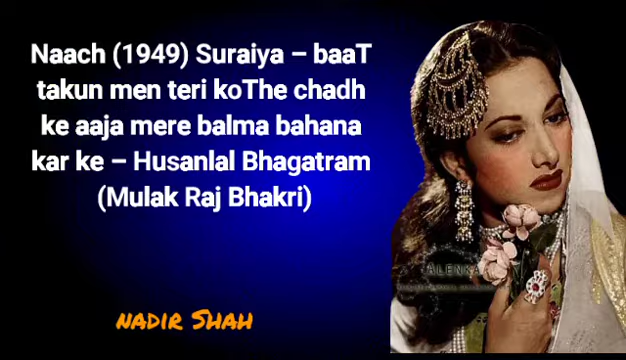 Naach (1949) Suraiya – baaT
takun men teri koThe chadh
ke aaja mere balma bahana
kar ke – Husanlal Bhagatram
(Mulak Raj Bhakri)
ALENKA
NADIR SHAH